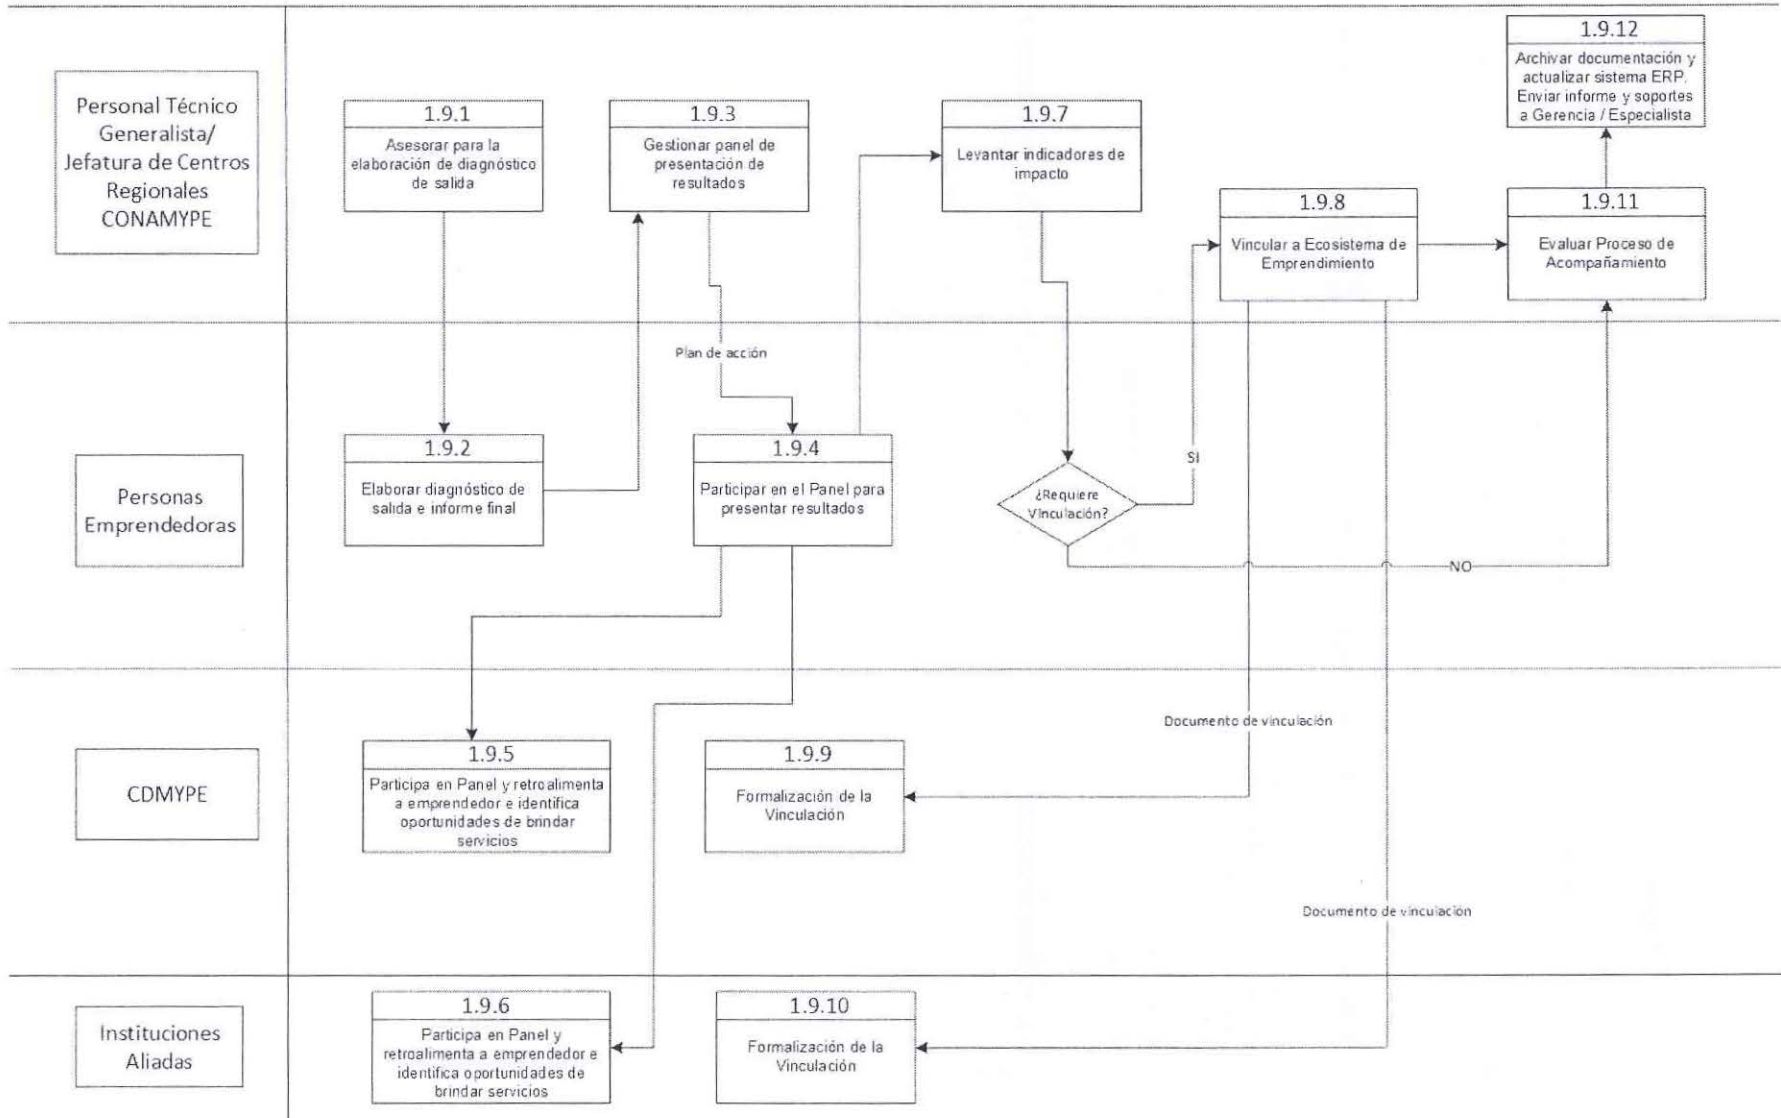 Personal Técnico
Generalista/
Jefatura de Centros
Regionales
CONAMYPE
1.9.1
Asesorar para la
elaboración de diagnóstico
de salida
1.9.3
Gestionar panel de
presentación de
resultados
1.9.7
Levantar indicadores de
impacto
1.9.8
Vincular a Ecosistema de
Emprendimiento
1.9.12
Archivar documentación y
actualizar sistema ERP.
Enviar informe y soportes
a Gerencia / Especialista
1.9.11
Evaluar Proceso de
Acompañamiento
Plan de acción
Personas
Emprendedoras
1.9.2
Elaborar diagnóstico de
salida e informe final
1.9.4
Participar en el Panel para
presentar resultados
¿Requiere
Vinculación?
SI
NO
CDMYPE
1.9.5
Participa en Panel y retroalimenta
a emprendedor e identifica
oportunidades de brindar
servicios
1.9.9
Formalización de la
Vinculación
Documento de vinculación
Documento de vinculación
Instituciones
Aliadas
1.9.6
Participa en Panel y
retroalimenta a emprendedor e
identifica oportunidades de
brindar servicios
1.9.10
Formalización de la
Vinculación